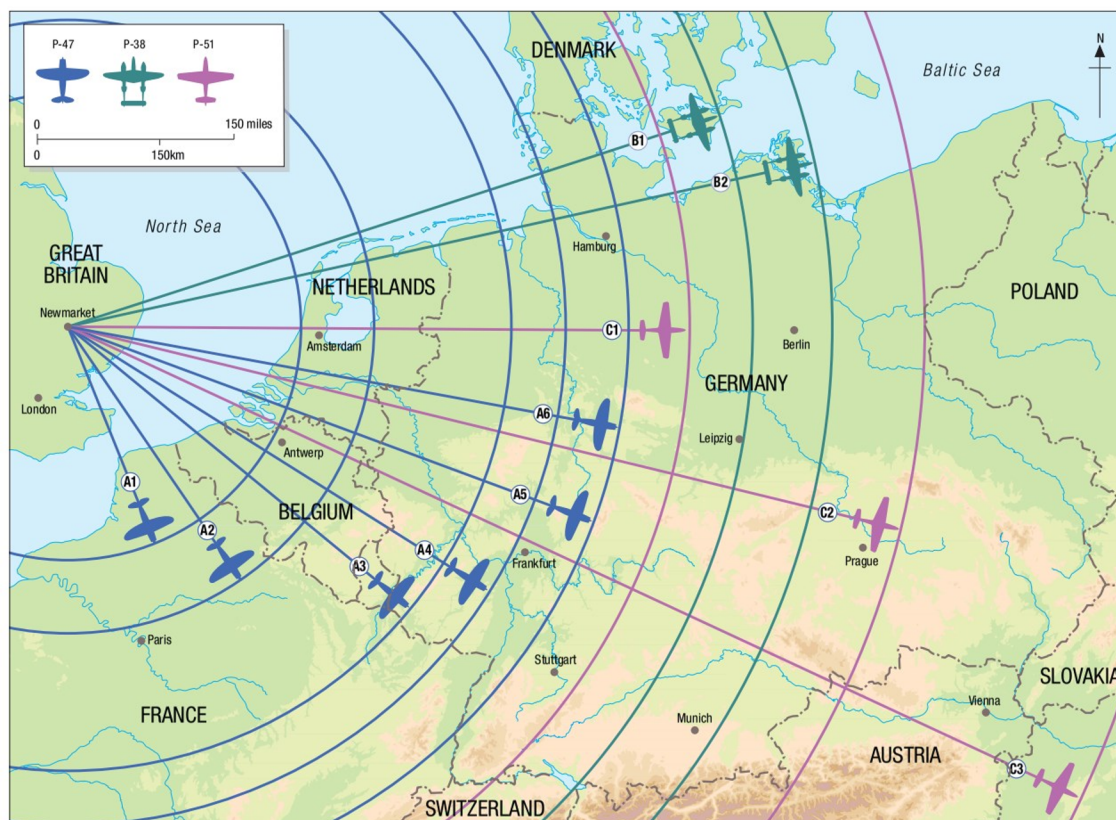 P-47 P-38 P-51
0 150 miles
0 150km
DENMARK
Baltic Sea
N
North Sea
GREAT
BRITAIN
Newmarket
London
NETHERLANDS
Amsterdam
Hamburg
B1
B2
C1
Berlin
POLAND
GERMANY
Leipzig
A6
Antwerp
A1
A2
BELGIUM
A3
A4
A5
Frankfurt
C2
Prague
Paris
Stuttgart
FRANCE
Munich
SLOVAKIA
Vienna
AUSTRIA
C3
SWITZERLAND